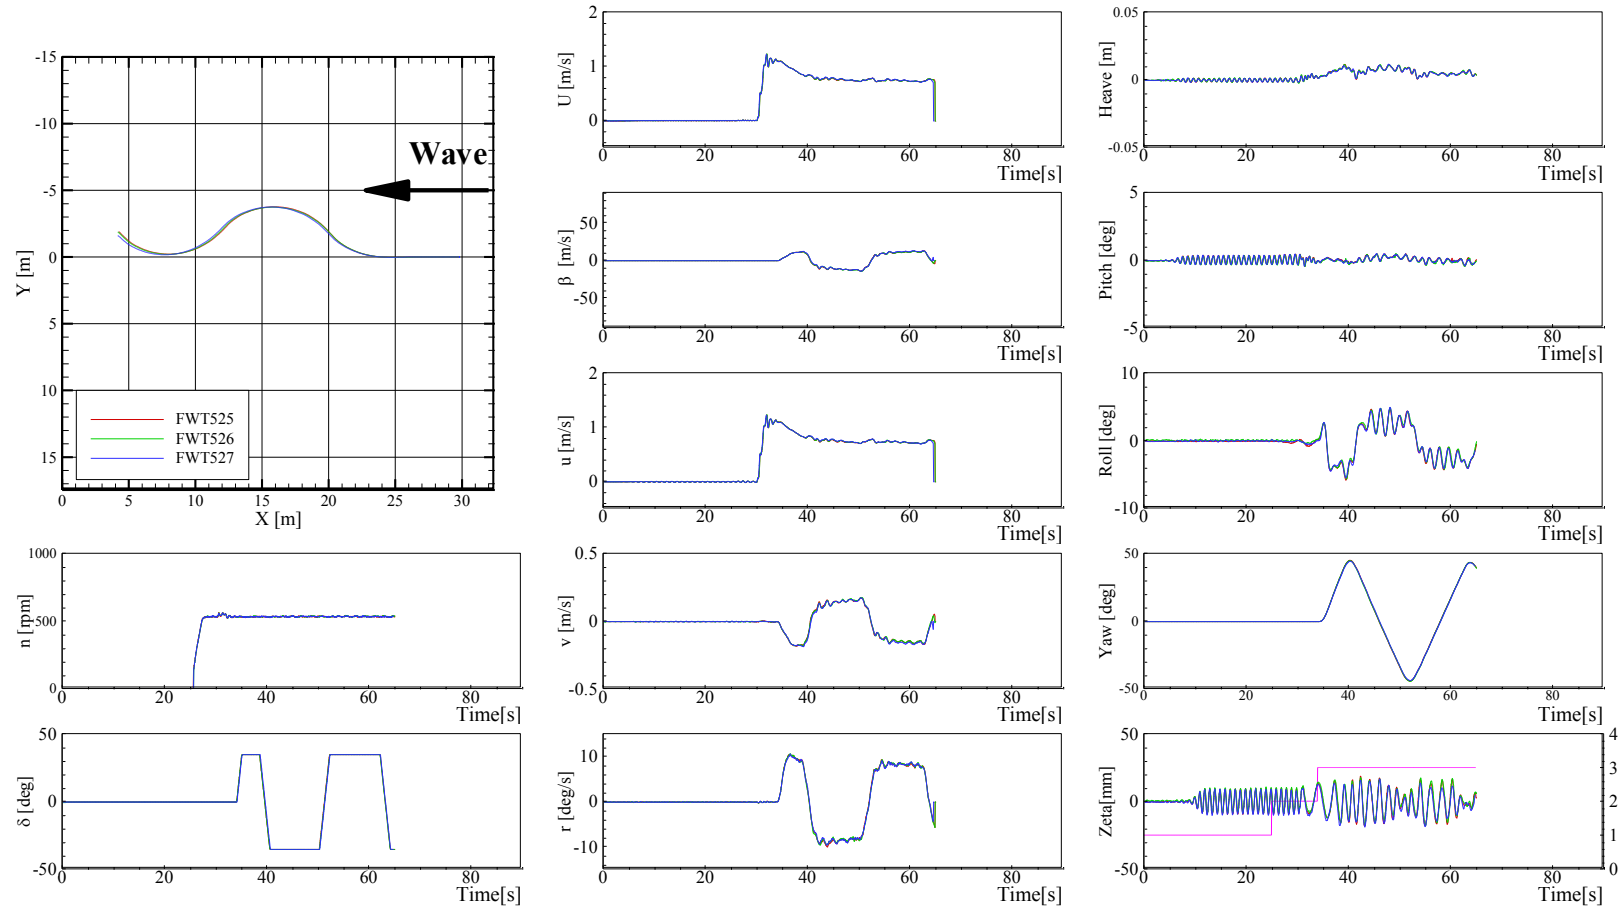 -15
-10
-5
0
5
10
15
Y [m]
Wave
FWT525
FWT526
FWT527
0 5 10 15 20 25 30
X [m]
2
1
0
U [m/s]
0 20 40 60 80
Time[s]
0.05
0
-0.05
Heave [m]
0 20 40 60 80
Time[s]
50
0
-50
β [m/s]
0 20 40 60 80
Time[s]
5
0
-5
Pitch [deg]
0 20 40 60 80
Time[s]
2
1
0
u [m/s]
0 20 40 60 80
Time[s]
10
0
-10
Roll [deg]
0 20 40 60 80
Time[s]
1000
500
0
n [rpm]
0 20 40 60 80
Time[s]
0.5
0
-0.5
v [m/s]
0 20 40 60 80
Time[s]
50
0
-50
Yaw [deg]
0 20 40 60 80
Time[s]
50
0
-50
δ [deg]
0 20 40 60 80
Time[s]
10
0
-10
r [deg/s]
0 20 40 60 80
Time[s]
50
0
-50
Zeta[mm]
4
3
2
1
0
0 20 40 60 80
Time[s]